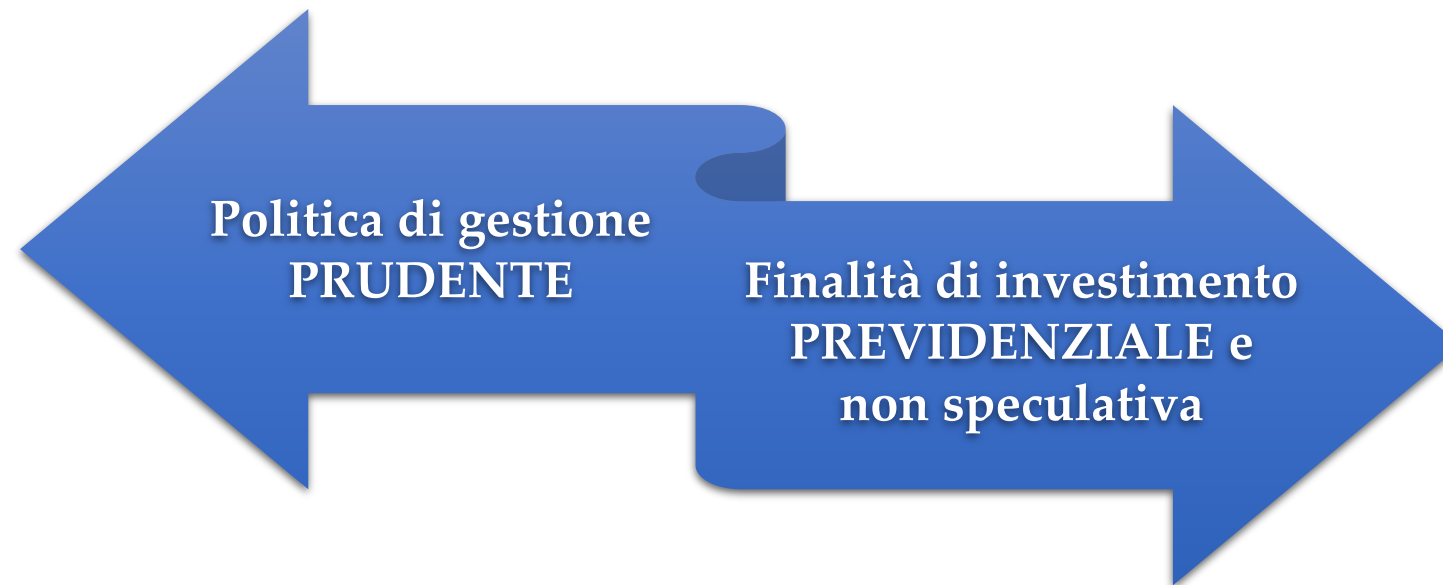 Politica di gestione
PRUDENTE
Finalità di investimento
PREVIDENZIALE e
non speculativa